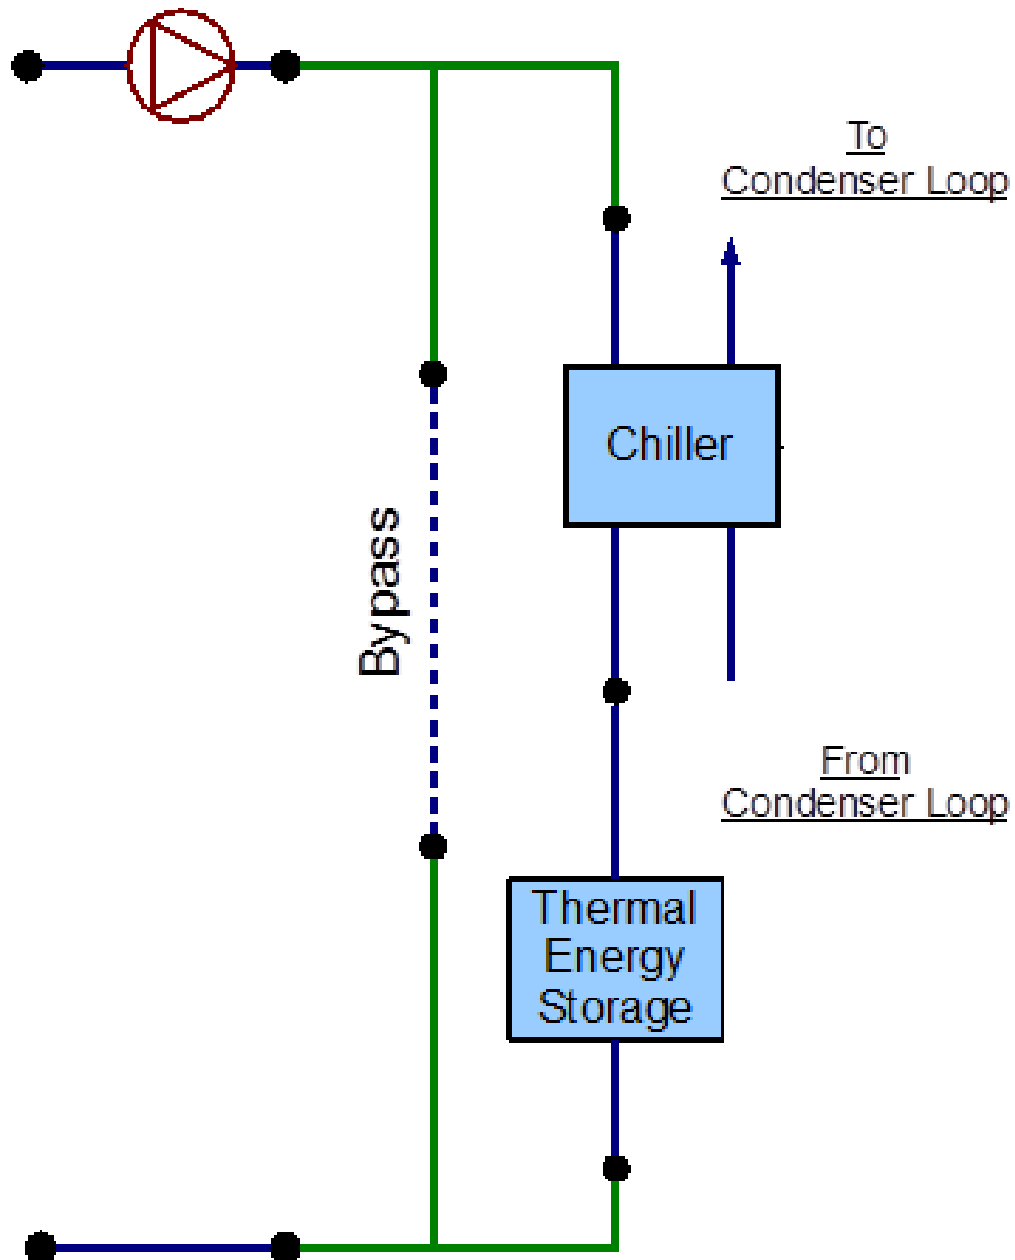 To
Condenser Loop
Chiller
Bypass
From
Condenser Loop
Thermal
Energy
Storage